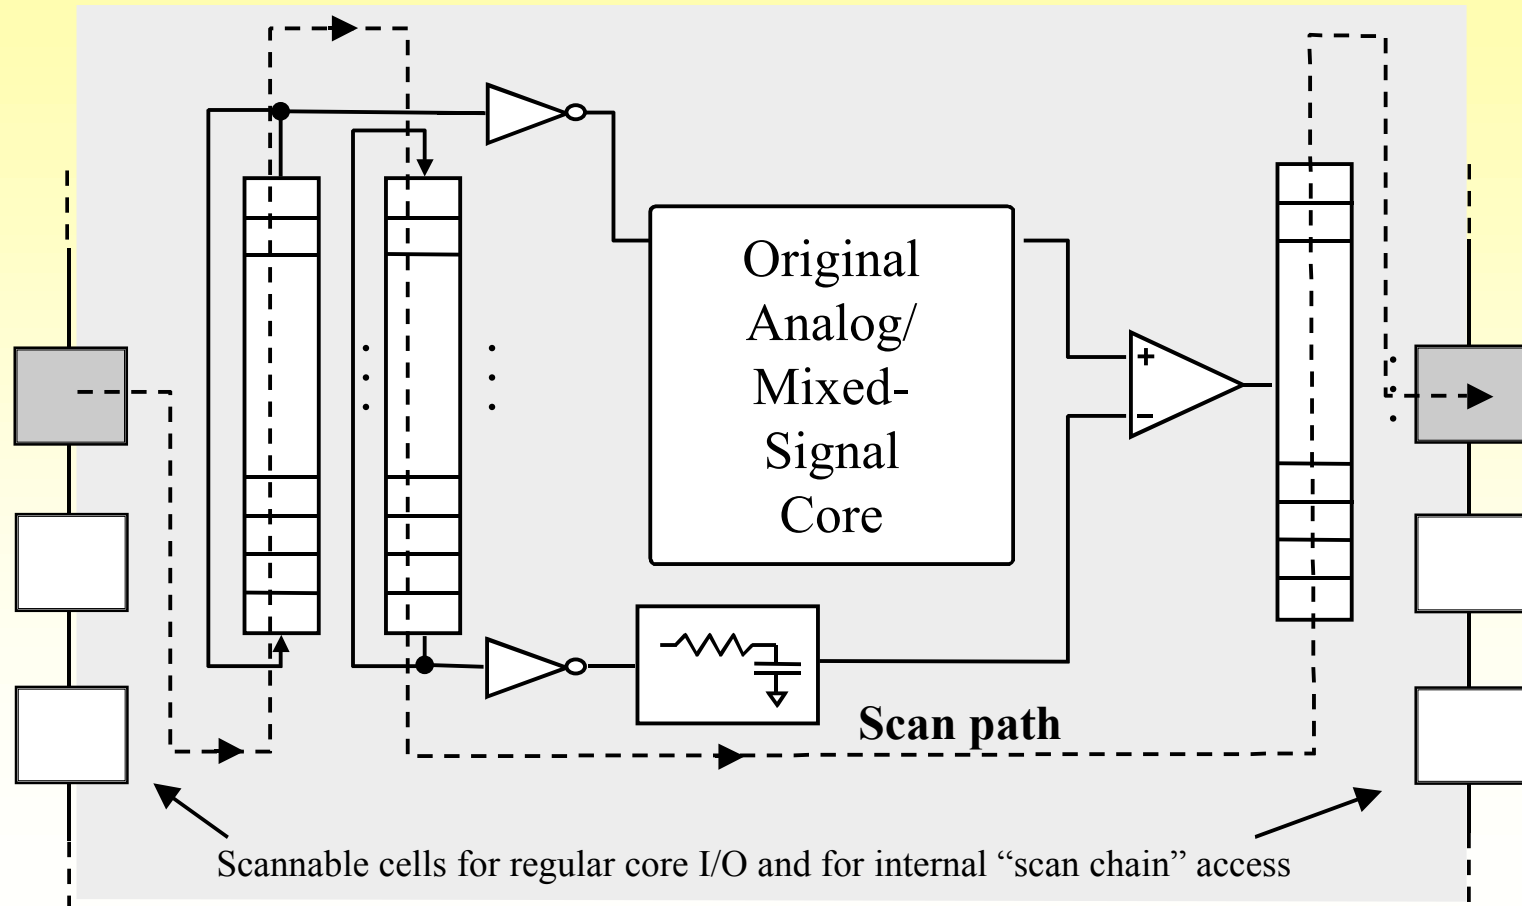 Original
Analog/
Mixed-
Signal
Core
+
−
Scan path
Scannable cells for regular core I/O and for internal “scan chain” access